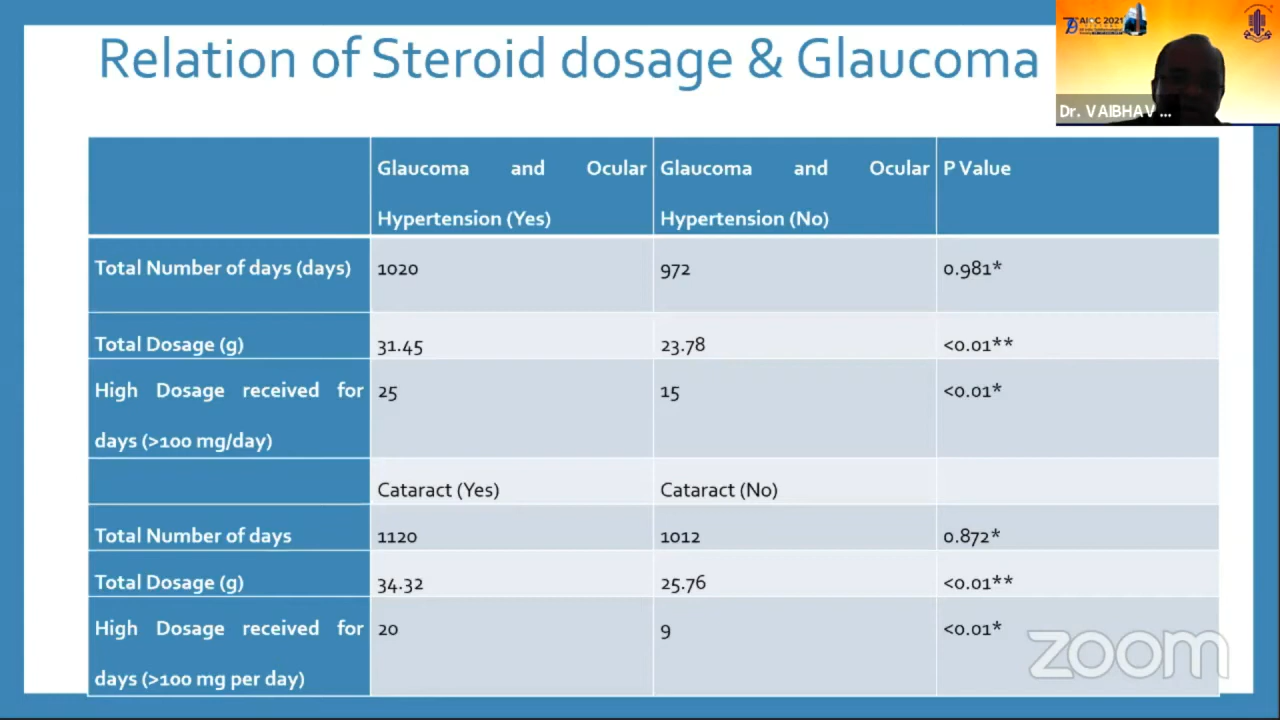 Relation of Steroid dosage & Glaucoma
AIOC 2021
Dr. VAIBHAV ...
Glaucoma and Ocular Hypertension (Yes)
Glaucoma and Ocular Hypertension (No)
P Value
Total Number of days (days) 1020 972 0.981*
Total Dosage (g) 31.45 23.78 <0.01**
High Dosage received for days (>100 mg/day) 25 15 <0.01*
Cataract (Yes) Cataract (No)
Total Number of days 1120 1012 0.872*
Total Dosage (g) 34.32 25.76 <0.01**
High Dosage received for days (>100 mg per day) 20 9 <0.01*
zoom